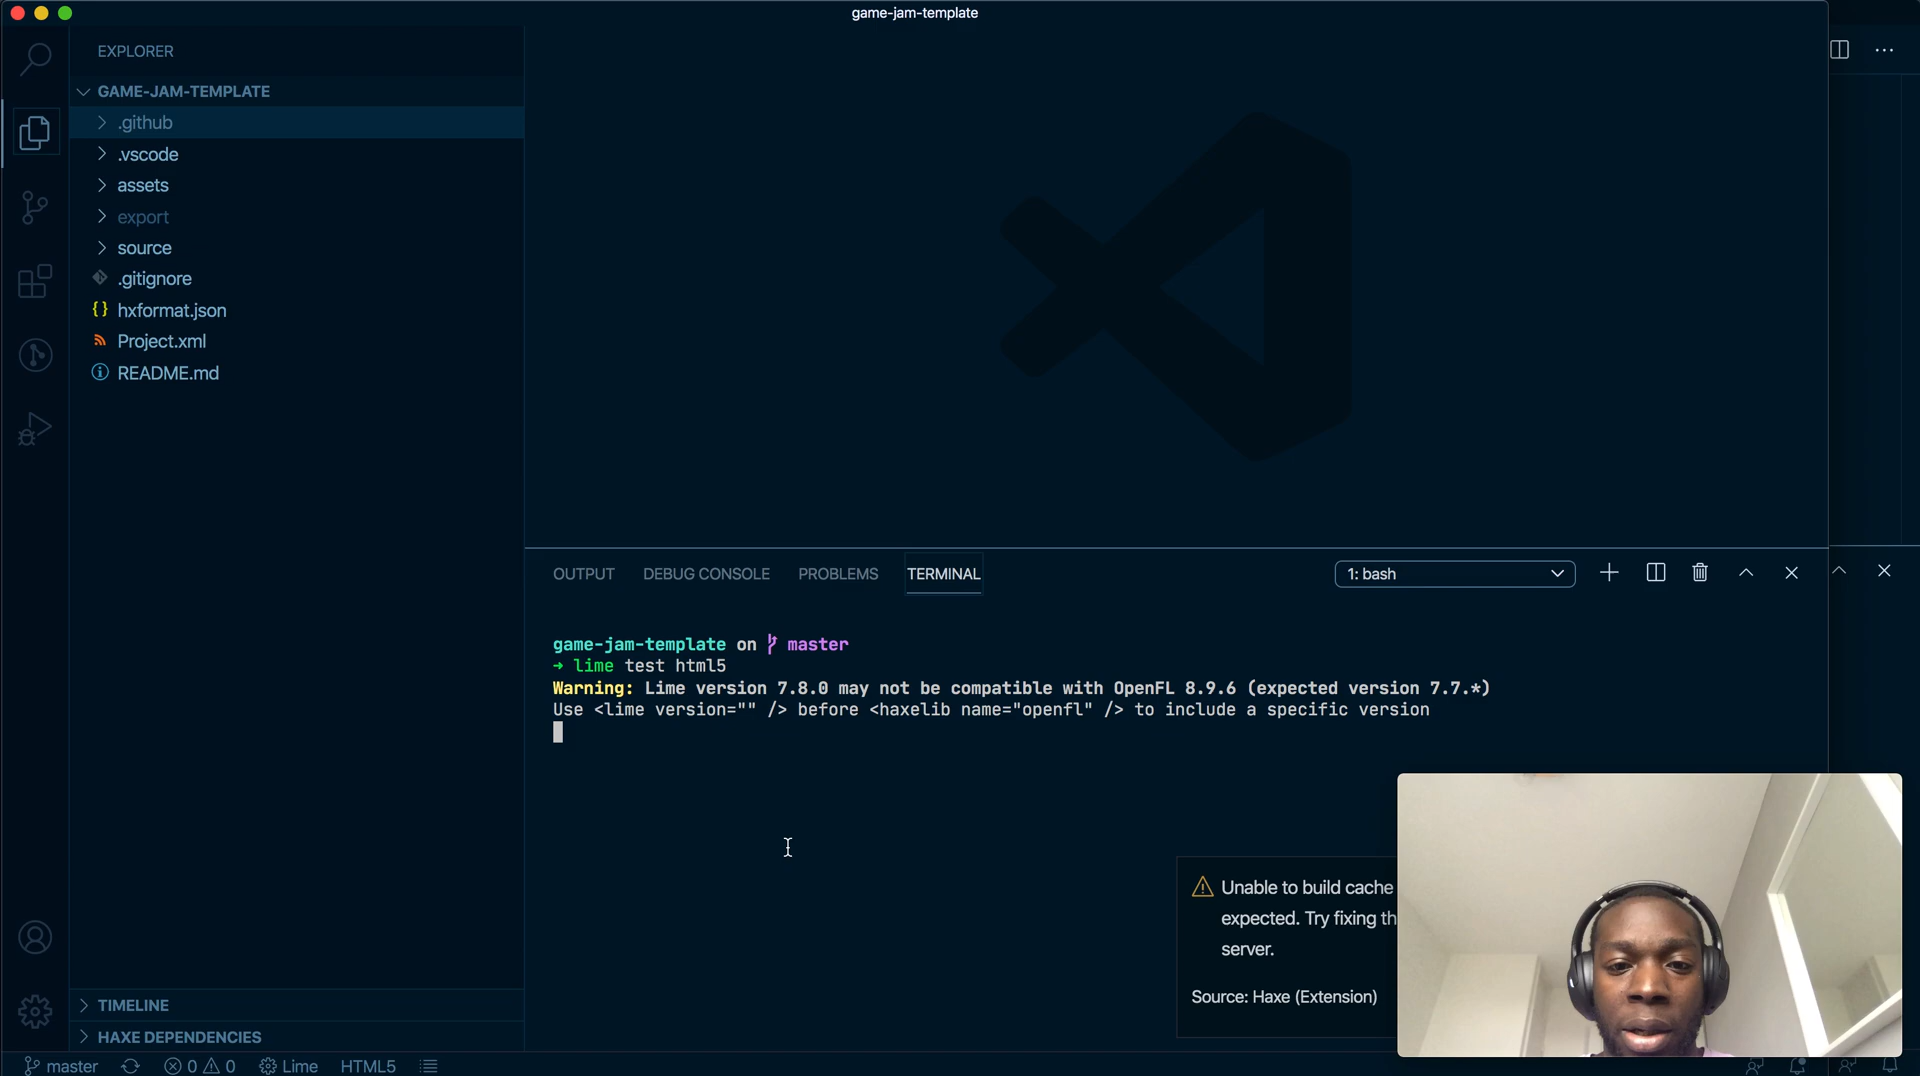 game-jam-template
EXPLORER
GAME-JAM-TEMPLATE
.github
.vscode
assets
export
source
.gitignore
{} hxformat.json
Project.xml
README.md
TIMELINE
HAXE DEPENDENCIES
OUTPUT DEBUG CONSOLE PROBLEMS TERMINAL
1: bash
game-jam-template on master
→ lime test html5
Warning: Lime version 7.8.0 may not be compatible with OpenFL 8.9.6 (expected version 7.7.*)
Use <lime version="" /> before <haxelib name="openfl" /> to include a specific version
Unable to build cache
expected. Try fixing th
server.
Source: Haxe (Extension)
master 0 0 Lime HTML5